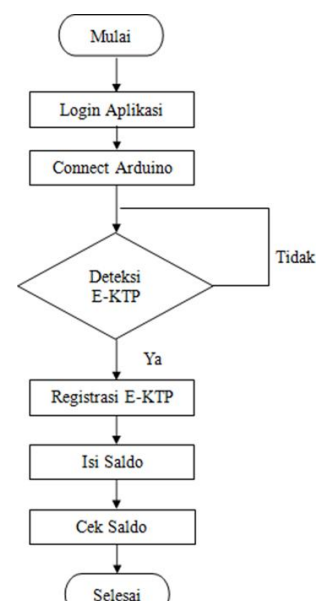 Mulai
Login Aplikasi
Connect Arduino
Deteksi
E-KTP
Tidak
Ya
Registrasi E-KTP
Isi Saldo
Cek Saldo
Selesai